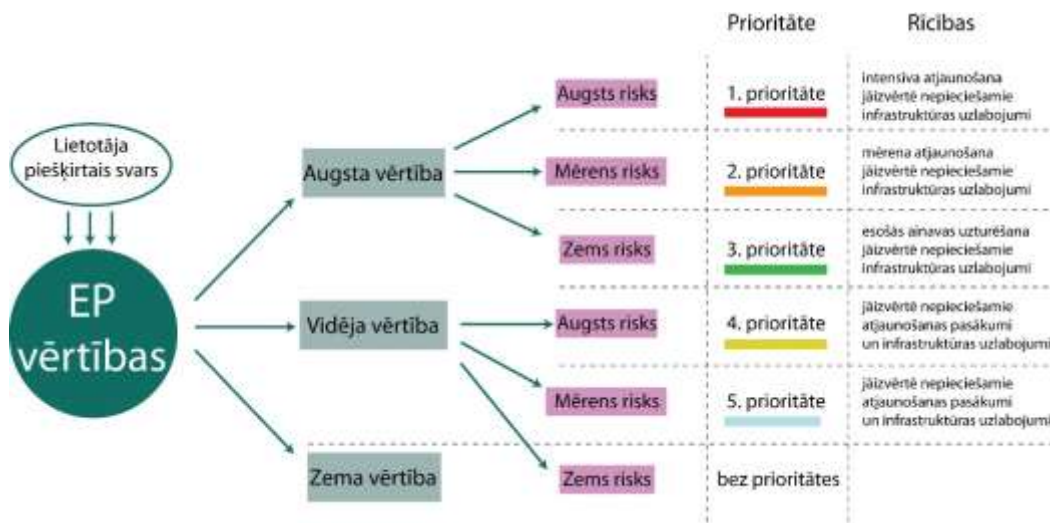 Prioritāte
Rīcības
Lietotāja
piešķirtais svars
EP
vērtības
Augsta vērtība
Augsts risks
1. prioritāte
intensīva atjaunošana
jāizvērtē nepieciešamie
infrastruktūras uzlabojumi
Mērens risks
2. prioritāte
mērena atjaunošana
jāizvērtē nepieciešamie
infrastruktūras uzlabojumi
Zems risks
3. prioritāte
esošās ainavas uzturēšana
jāizvērtē nepieciešamie
infrastruktūras uzlabojumi
Vidēja vērtība
Augsts risks
4. prioritāte
jāizvērtē nepieciešamie
atjaunošanas pasākumi
un infrastruktūras uzlabojumi
Mērens risks
5. prioritāte
jāizvērtē nepieciešamie
atjaunošanas pasākumi
un infrastruktūras uzlabojumi
Zema vērtība
Zems risks
bez prioritātes